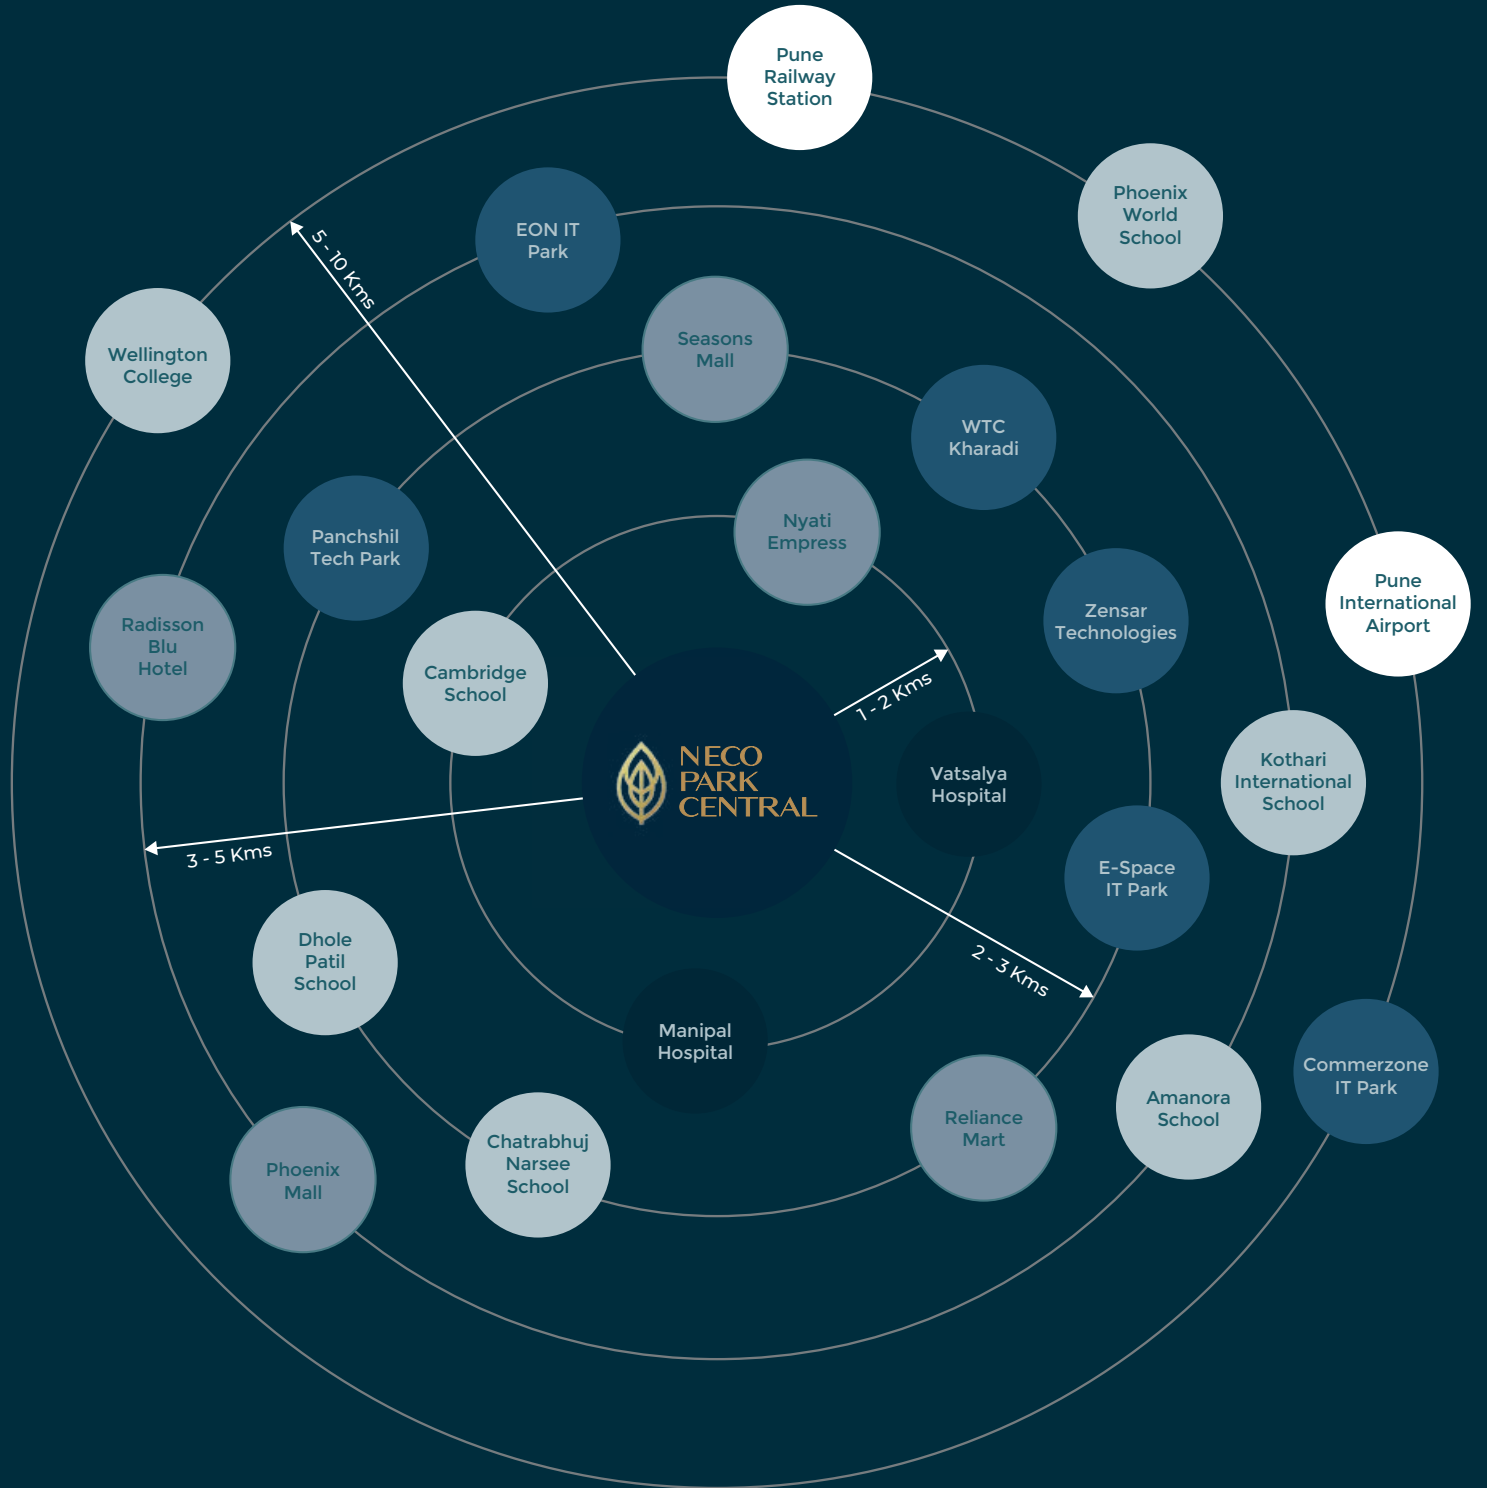 Pune
Railway
Station
Phoenix
World
School
EON IT
Park
5 - 10 Kms
Seasons
Mall
Wellington
College
WTC
Kharadi
Nyati
Empress
Panchshil
Tech Park
Pune
International
Airport
Zensar
Technologies
Radisson
Blu
Hotel
Cambridge
School
1 - 2 Kms
NECO
PARK
CENTRAL
Vatsalya
Hospital
Kothari
International
School
3 - 5 Kms
E-Space
IT Park
Dhole
Patil
School
2 - 3 Kms
Manipal
Hospital
Commerzone
IT Park
Amanora
School
Reliance
Mart
Chatrabhuj
Narsee
School
Phoenix
Mall